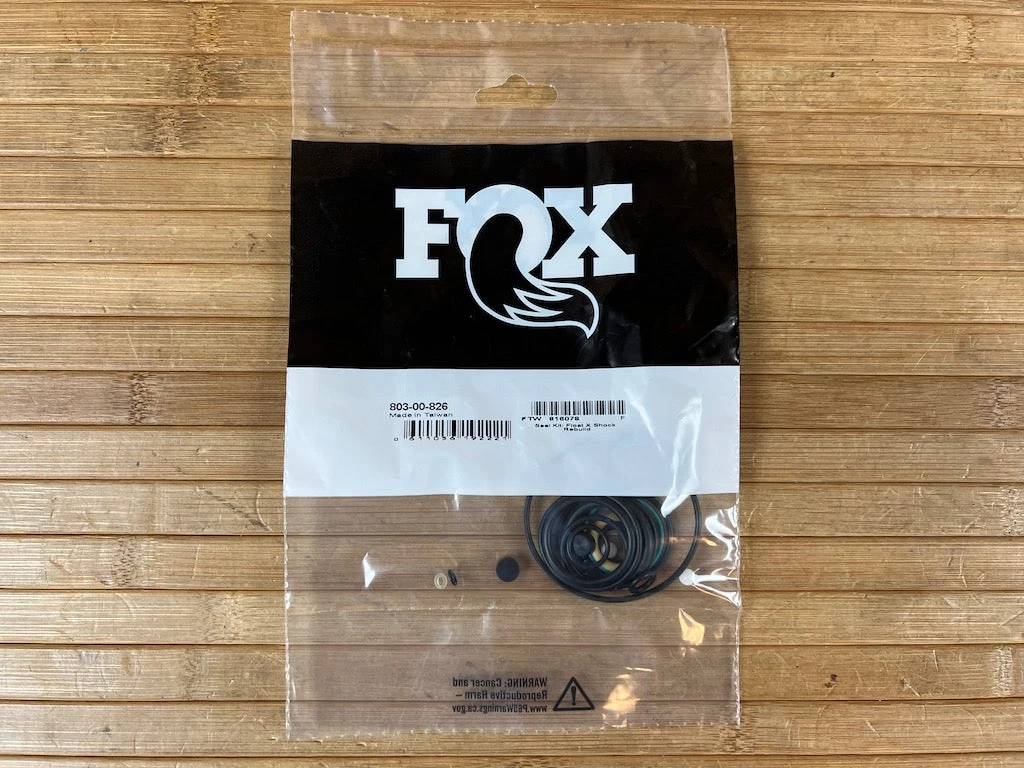 FOX
803-00-826
Made in Taiwan
FTW 816076 F
Seal Kit: Float X Shock
Rebuild
WARNING: Cancer and
Reproductive Harm –
www.P65Warnings.ca.gov